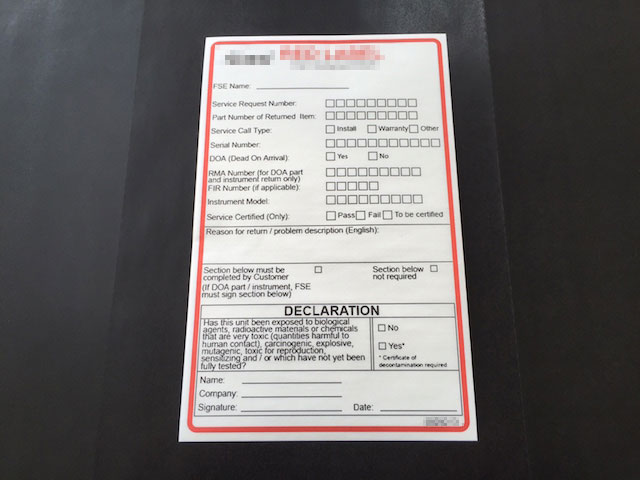 FSE Name:
Service Request Number:
Part Number of Returned Item:
Service Call Type: Install Warranty Other
Serial Number:
DOA (Dead On Arrival): Yes No
RMA Number (for DOA part
and instrument return only)
FIR Number (if applicable):
Instrument Model:
Service Certified (Only): Pass Fail To be certified
Reason for return / problem description (English):
Section below must be
completed by Customer
(If DOA part / instrument, FSE
must sign section below)
Section below
not required
DECLARATION
Has this unit been exposed to biological
agents, radioactive materials or chemicals
that are very toxic (quantities harmful to
human contact), carcinogenic, explosive,
mutagenic, toxic for reproduction,
sensitizing and / or which have not yet been
fully tested?
No
Yes*
* Certificate of
decontamination required
Name:
Company:
Signature: Date: